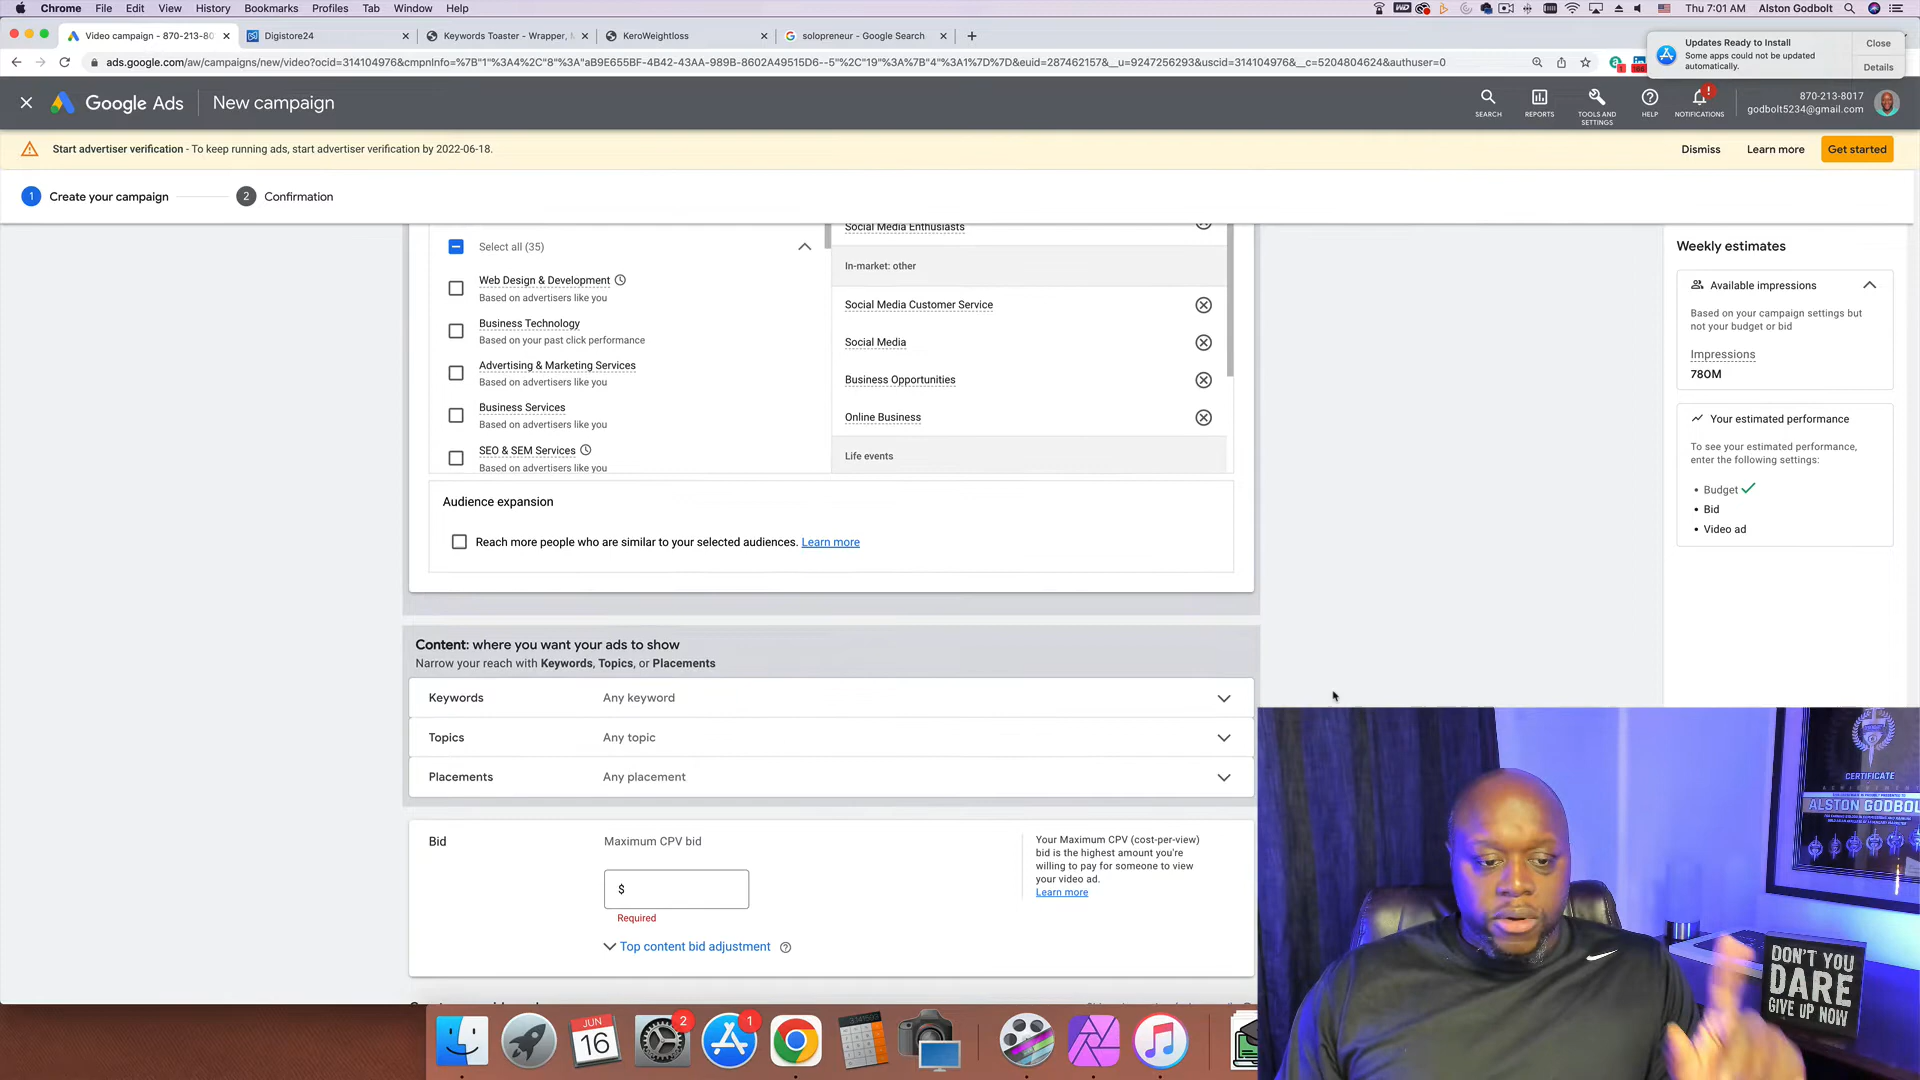 Chrome File Edit View History Bookmarks Profiles Tab Window Help
Thu 7:01 AM Alston Godbolt
Video campaign - 870-213-80
Digistore24
Keywords Toaster - Wrapper, M
KeroWeightloss
solopreneur - Google Search
ads.google.com/aw/campaigns/new/video?ocid=314104976&cmpnInfo=%7B"1"%3A4%2C"8"%3A"aB9E655BF-4B42-43AA-989B-8602A49515D6--5"%2C"19"%3A%7B"4"%3A1%7D%7D&euid=287462157&__u=9247256293&uscid=314104976&__c=5204804624&authuser=0
Updates Ready to Install
Some apps could not be updated
automatically.
Close
Details
Google Ads
New campaign
SEARCH
REPORTS
TOOLS AND
SETTINGS
HELP
NOTIFICATIONS
870-213-8017
godbolt5234@gmail.com
Start advertiser verification - To keep running ads, start advertiser verification by 2022-06-18.
Dismiss
Learn more
Get started
1 Create your campaign
2 Confirmation
Select all (35)
Web Design & Development
Based on advertisers like you
Business Technology
Based on your past click performance
Advertising & Marketing Services
Based on advertisers like you
Business Services
Based on advertisers like you
SEO & SEM Services
Based on advertisers like you
Social Media Enthusiasts
In-market: other
Social Media Customer Service
Social Media
Business Opportunities
Online Business
Life events
Audience expansion
Reach more people who are similar to your selected audiences. Learn more
Content: where you want your ads to show
Narrow your reach with Keywords, Topics, or Placements
Keywords Any keyword
Topics Any topic
Placements Any placement
Bid
Maximum CPV bid
$
Required
Top content bid adjustment
Your Maximum CPV (cost-per-view)
bid is the highest amount you're
willing to pay for someone to view
your video ad.
Learn more
Weekly estimates
Available impressions
Based on your campaign settings but
not your budget or bid
Impressions
780M
Your estimated performance
To see your estimated performance,
enter the following settings:
• Budget
• Bid
• Video ad
CERTIFICATE
ALSTON GODBOL
DON'T YOU
DARE
GIVE UP NOW
JUN
16
2
1